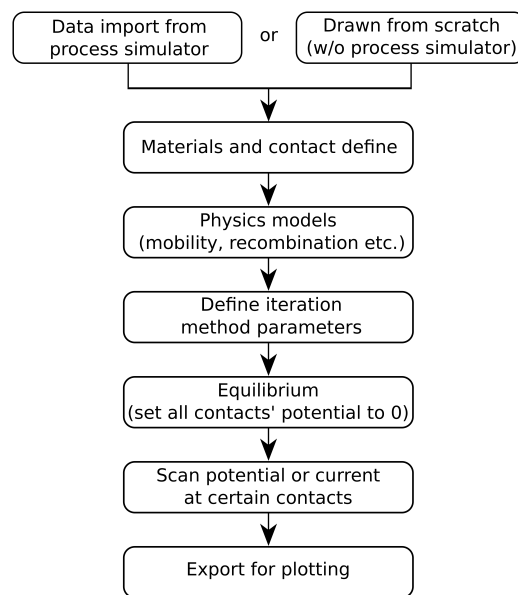 Data import from
process simulator
or
Drawn from scratch
(w/o process simulator)
Materials and contact define
Physics models
(mobility, recombination etc.)
Define iteration
method parameters
Equilibrium
(set all contacts' potential to 0)
Scan potential or current
at certain contacts
Export for plotting